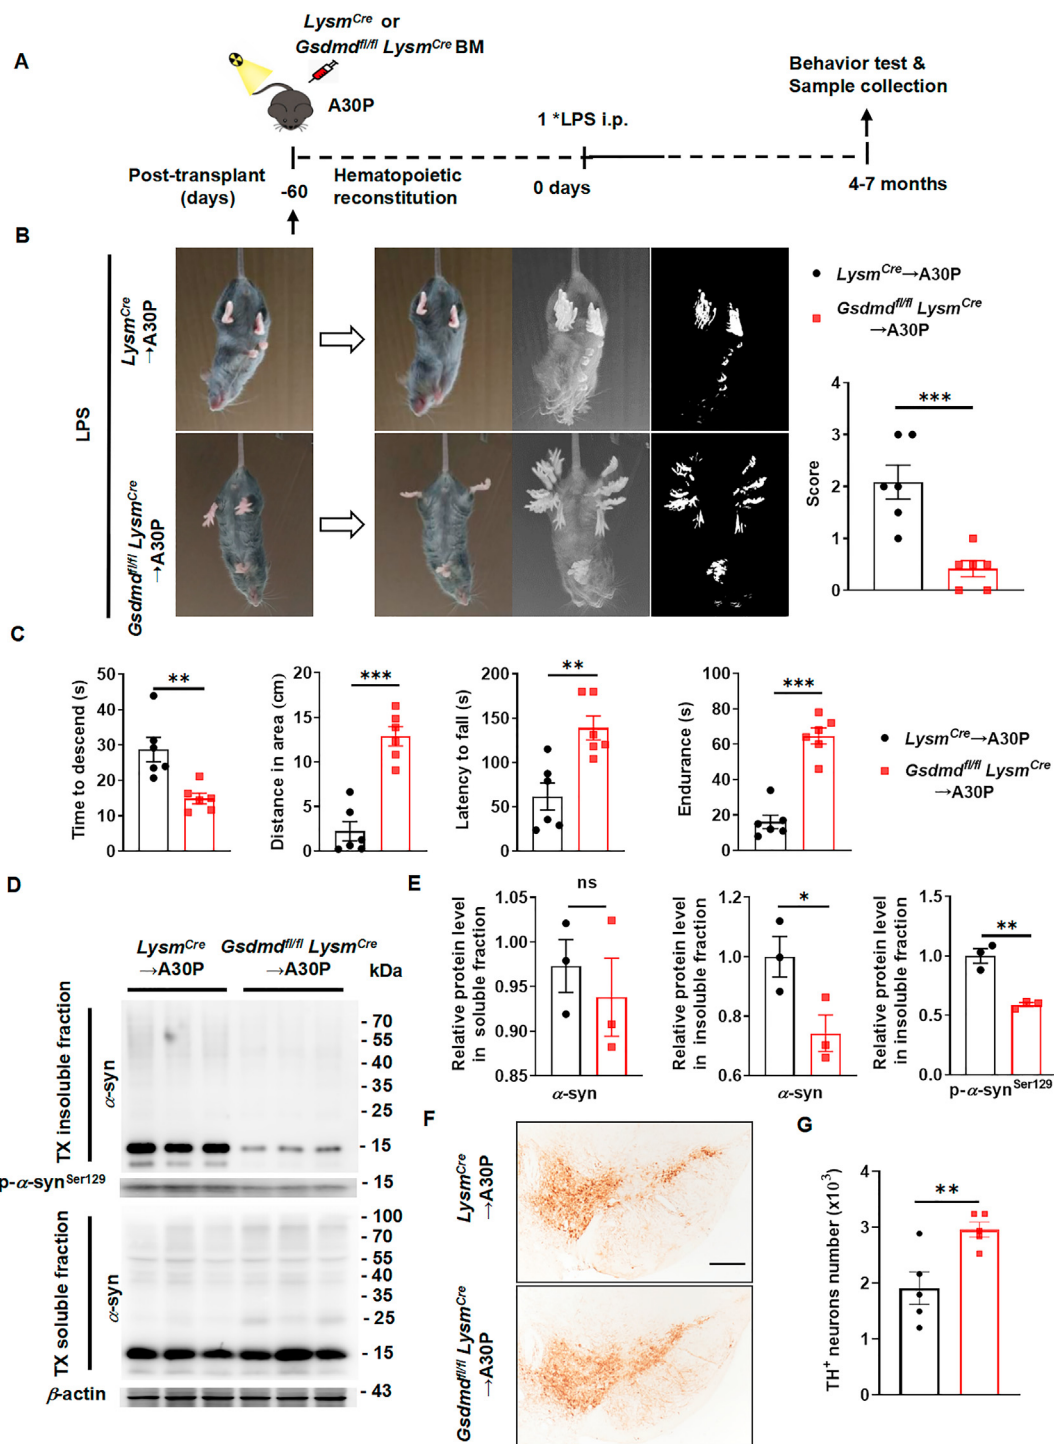 A
Lysm^Cre or
Gsdmd^fl/fl Lysm^Cre BM
A30P
Behavior test &
Sample collection
1 *LPS i.p.
Post-transplant
(days)
-60
Hematopoietic
reconstitution
0 days
4-7 months
B
LPS
Lysm^Cre
→A30P
Gsdmd^fl/fl Lysm^Cre
→A30P
Lysm^Cre→A30P
Gsdmd^fl/fl Lysm^Cre
→A30P
Score
4
3
2
1
0
***
C
Time to descend (s)
50
40
30
20
10
0
**
Distance in area (cm)
20
15
10
5
0
***
Latency to fall (s)
200
150
100
50
0
**
Endurance (s)
100
80
60
40
20
0
***
Lysm^Cre→A30P
Gsdmd^fl/fl Lysm^Cre
→A30P
D
Lysm^Cre
→A30P
Gsdmd^fl/fl Lysm^Cre
→A30P
kDa
TX insoluble fraction
α-syn
- 70
- 55
- 40
- 35
- 25
- 15
p-α-syn^Ser129
- 15
TX soluble fraction
α-syn
- 100
- 70
- 55
- 40
- 35
- 25
- 15
β-actin
- 43
E
Relative protein level
in soluble fraction
1.05
1.00
0.95
0.90
0.85
ns
α-syn
Relative protein level
in insoluble fraction
1.2
1.0
0.8
0.6
*
α-syn
Relative protein level
in insoluble fraction
1.5
1.0
0.5
0.0
**
p-α-syn^Ser129
F
Lysm^Cre
→A30P
Gsdmd^fl/fl Lysm^Cre
→A30P
G
TH^+ neurons number (x10^3)
4
3
2
1
0
**